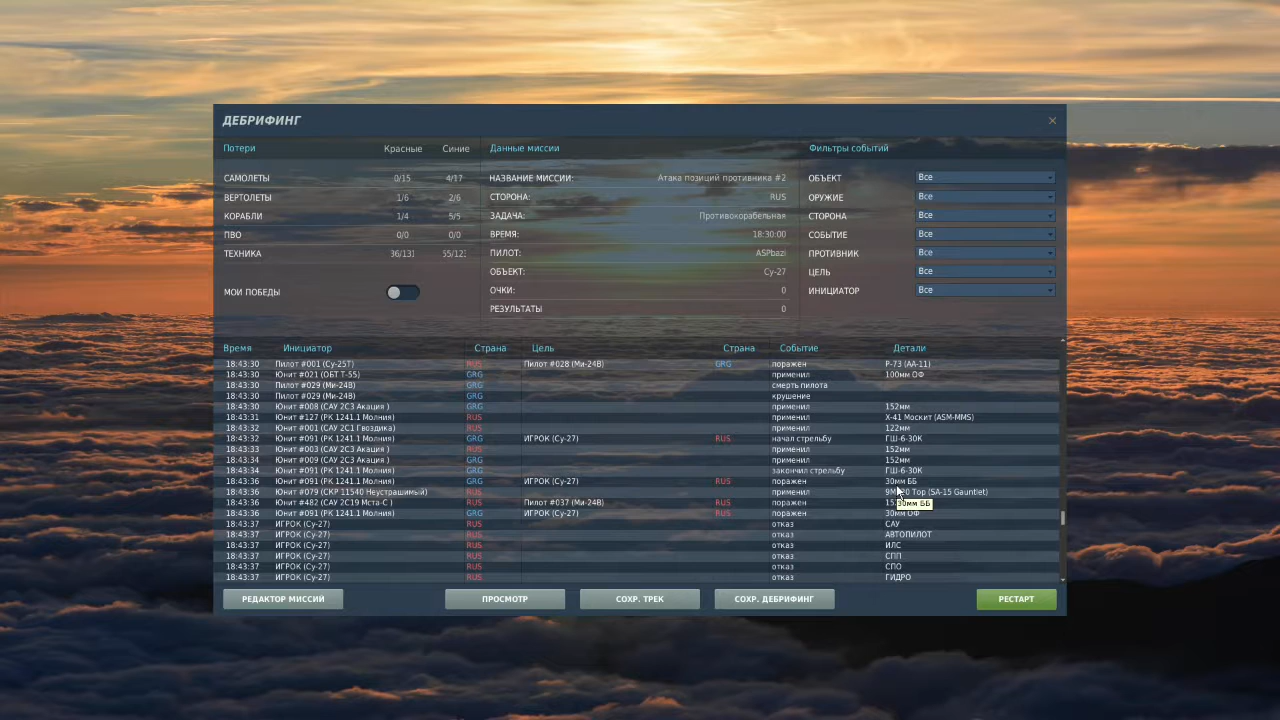 ДЕБРИФИНГ
Потери Красные Синие
САМОЛЕТЫ 0/15 4/17
ВЕРТОЛЕТЫ 1/6 2/6
КОРАБЛИ 1/4 5/5
ПВО 0/0 0/0
ТЕХНИКА
МОИ ПОБЕДЫ
Данные миссии
НАЗВАНИЕ МИССИИ: Атака позиций противника #2
СТОРОНА: RUS
ЗАДАЧА: Противокорабельная
ВРЕМЯ: 18:30:00
ПИЛОТ: ASPbazi
ОБЪЕКТ: Су-27
ОЧКИ: 0
РЕЗУЛЬТАТЫ 0
Фильтры событий
ОБЪЕКТ Все
ОРУЖИЕ Все
СТОРОНА Все
СОБЫТИЕ Все
ПРОТИВНИК Все
ЦЕЛЬ Все
ИНИЦИАТОР Все
Время Инициатор Страна Цель Страна Событие Детали
18:43:30 Пилот #001 (Су-25Т) RUS Пилот #028 (Ми-24В) GRG поражен Р-73 (AA-11)
18:43:30 Юнит #021 (ОБТ Т-55) GRG применил 100мм ОФ
18:43:30 Пилот #029 (Ми-24В) GRG смерть пилота
18:43:30 Пилот #029 (Ми-24В) GRG крушение
18:43:30 Юнит #008 (САУ 2С3 Акация ) GRG применил 152мм
18:43:31 Юнит #127 (РК 1241.1 Молния) RUS применил Х-41 Москит (ASM-MMS)
18:43:32 Юнит #001 (САУ 2С1 Гвоздика) RUS применил 122мм
18:43:32 Юнит #091 (РК 1241.1 Молния) GRG ИГРОК (Су-27) RUS начал стрельбу ГШ-6-30К
18:43:33 Юнит #003 (САУ 2С3 Акация ) RUS применил 152мм
18:43:34 Юнит #009 (САУ 2С3 Акация ) GRG применил 152мм
18:43:34 Юнит #091 (РК 1241.1 Молния) GRG закончил стрельбу ГШ-6-30К
18:43:36 Юнит #091 (РК 1241.1 Молния) GRG ИГРОК (Су-27) RUS поражен 30мм ББ
18:43:36 Юнит #079 (СКР 11540 Неустрашимый) RUS применил Тор (SA-15 Gauntlet)
18:43:36 Юнит #482 (САУ 2С19 Мста-С ) RUS Пилот #037 (Ми-24В) RUS поражен
30мм ББ
18:43:36 Юнит #091 (РК 1241.1 Молния) GRG ИГРОК (Су-27) RUS поражен 30мм ОФ
18:43:37 ИГРОК (Су-27) RUS отказ САУ
18:43:37 ИГРОК (Су-27) RUS отказ АВТОПИЛОТ
18:43:37 ИГРОК (Су-27) RUS отказ ИЛС
18:43:37 ИГРОК (Су-27) RUS отказ СПП
18:43:37 ИГРОК (Су-27) RUS отказ СПО
18:43:37 ИГРОК (Су-27) RUS отказ ГИДРО
РЕДАКТОР МИССИЙ ПРОСМОТР СОХР. ТРЕК СОХР. ДЕБРИФИНГ РЕСТАРТ